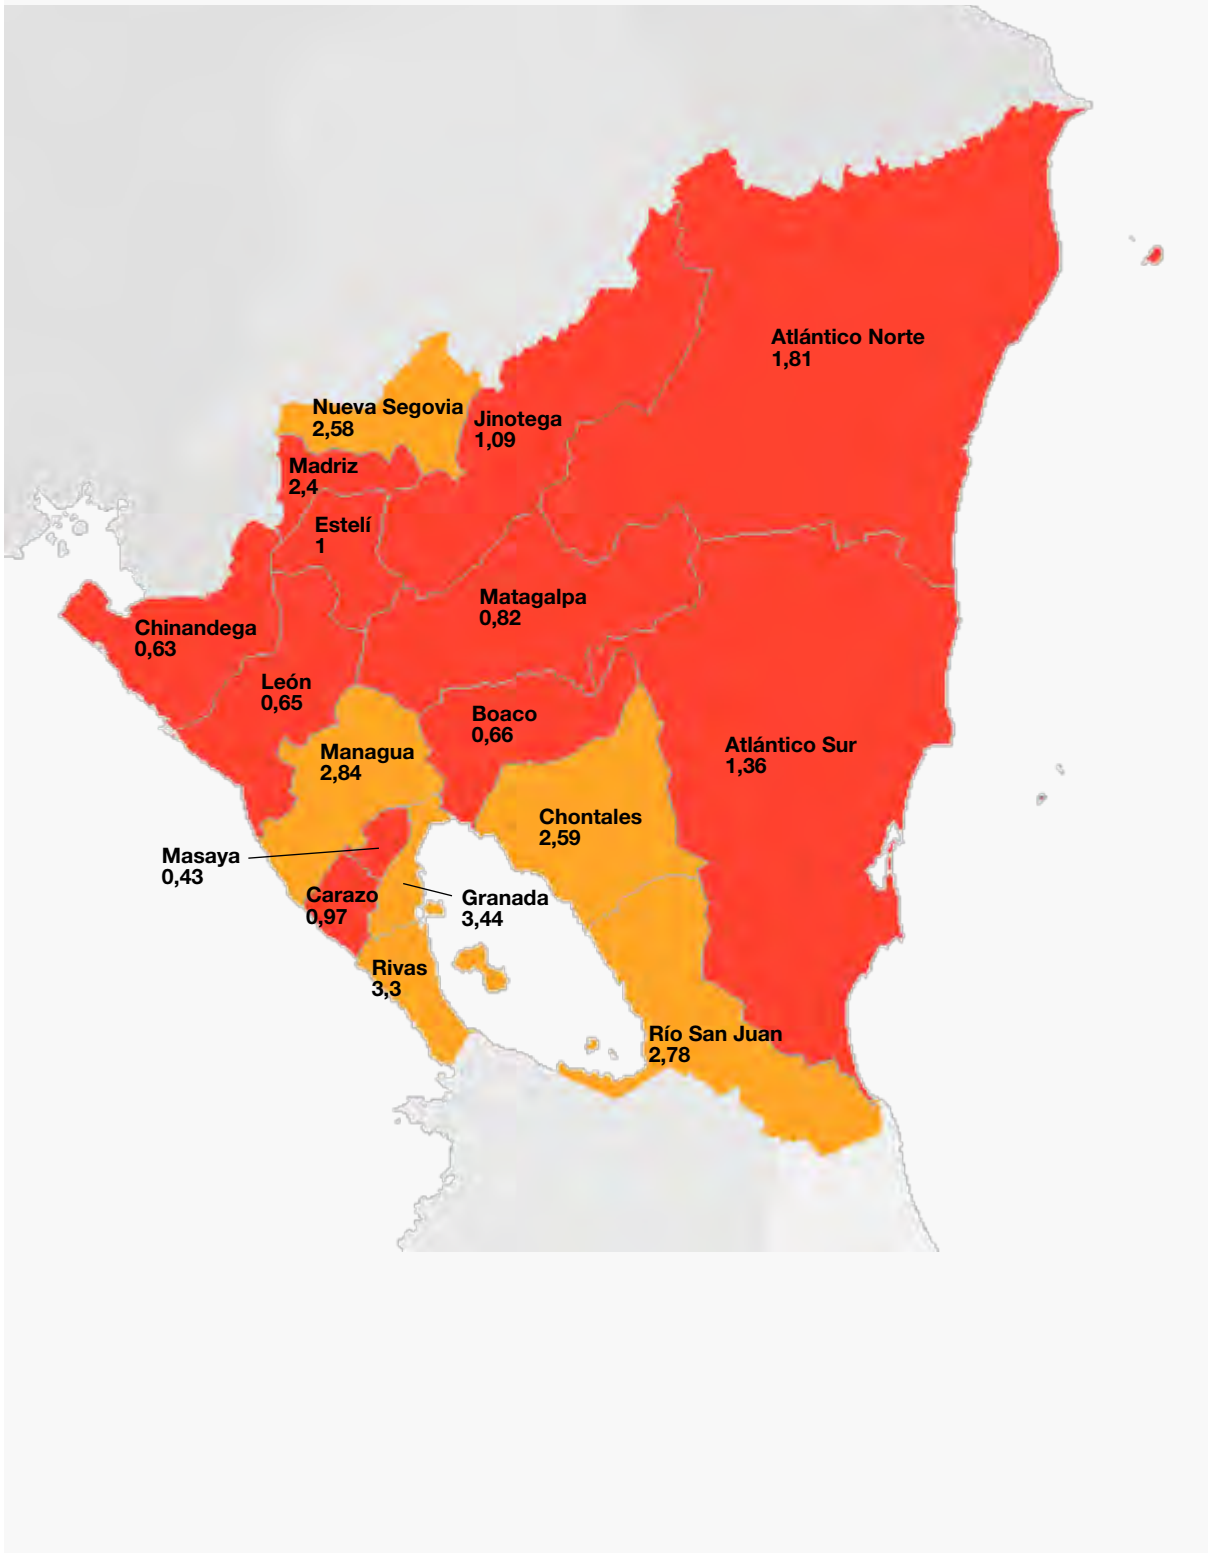 Atlántico Norte
1,81
Nueva Segovia
2,58
Jinotega
1,09
Madriz
2,4
Estelí
1
Matagalpa
0,82
Chinandega
0,63
León
0,65
Boaco
0,66
Managua
2,84
Atlántico Sur
1,36
Chontales
2,59
Masaya
0,43
Carazo
0,97
Granada
3,44
Rivas
3,3
Río San Juan
2,78